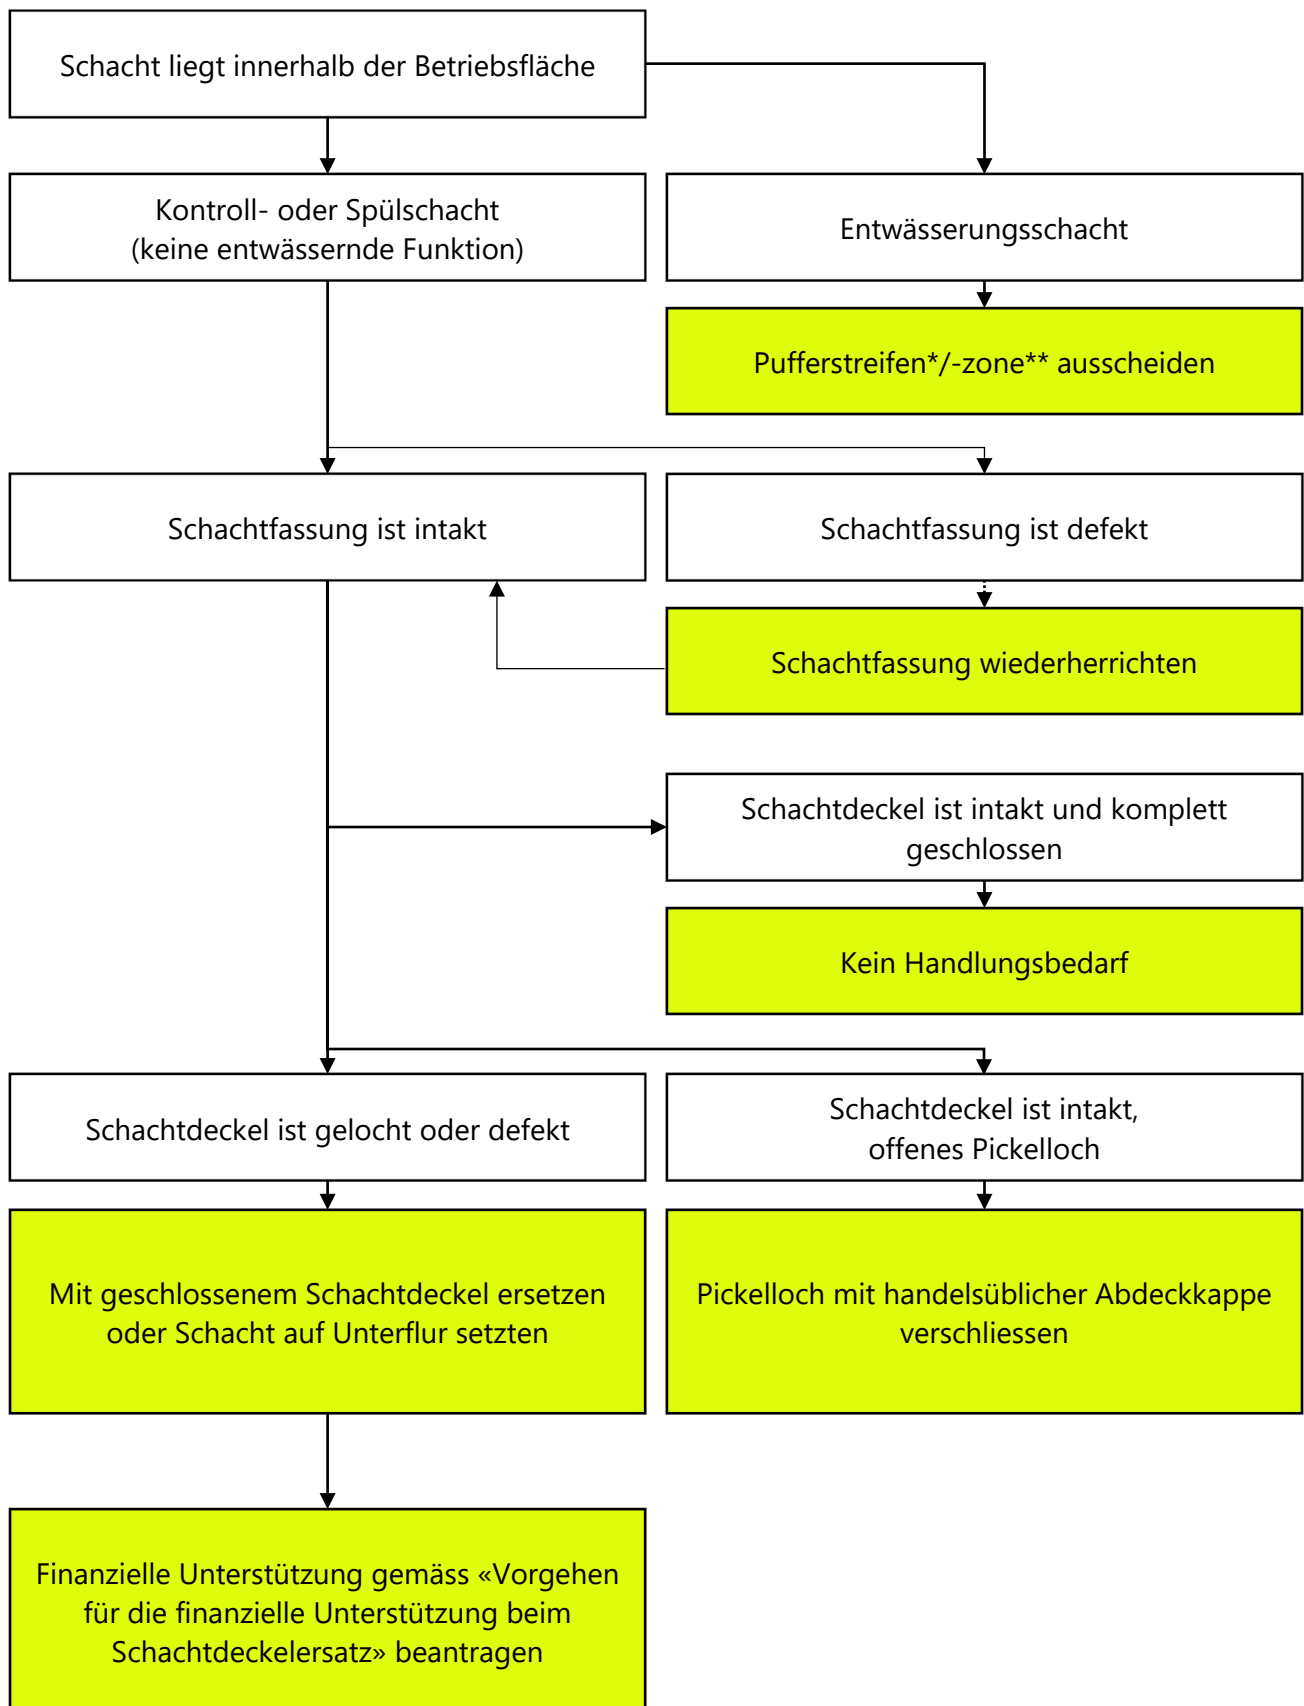 Schacht liegt innerhalb der Betriebsfläche
Kontroll- oder Spülschacht
(keine entwässernde Funktion)
Entwässerungsschacht
Pufferstreifen*/-zone** ausscheiden
Schachtfassung ist intakt
Schachtfassung ist defekt
Schachtfassung wiederherrichten
Schachtdeckel ist intakt und komplett
geschlossen
Kein Handlungsbedarf
Schachtdeckel ist gelocht oder defekt
Schachtdeckel ist intakt,
offenes Pickelloch
Mit geschlossenem Schachtdeckel ersetzen
oder Schacht auf Unterflur setzten
Pickelloch mit handelsüblicher Abdeckkappe
verschliessen
Finanzielle Unterstützung gemäss «Vorgehen
für die finanzielle Unterstützung beim
Schachtdeckelersatz» beantragen